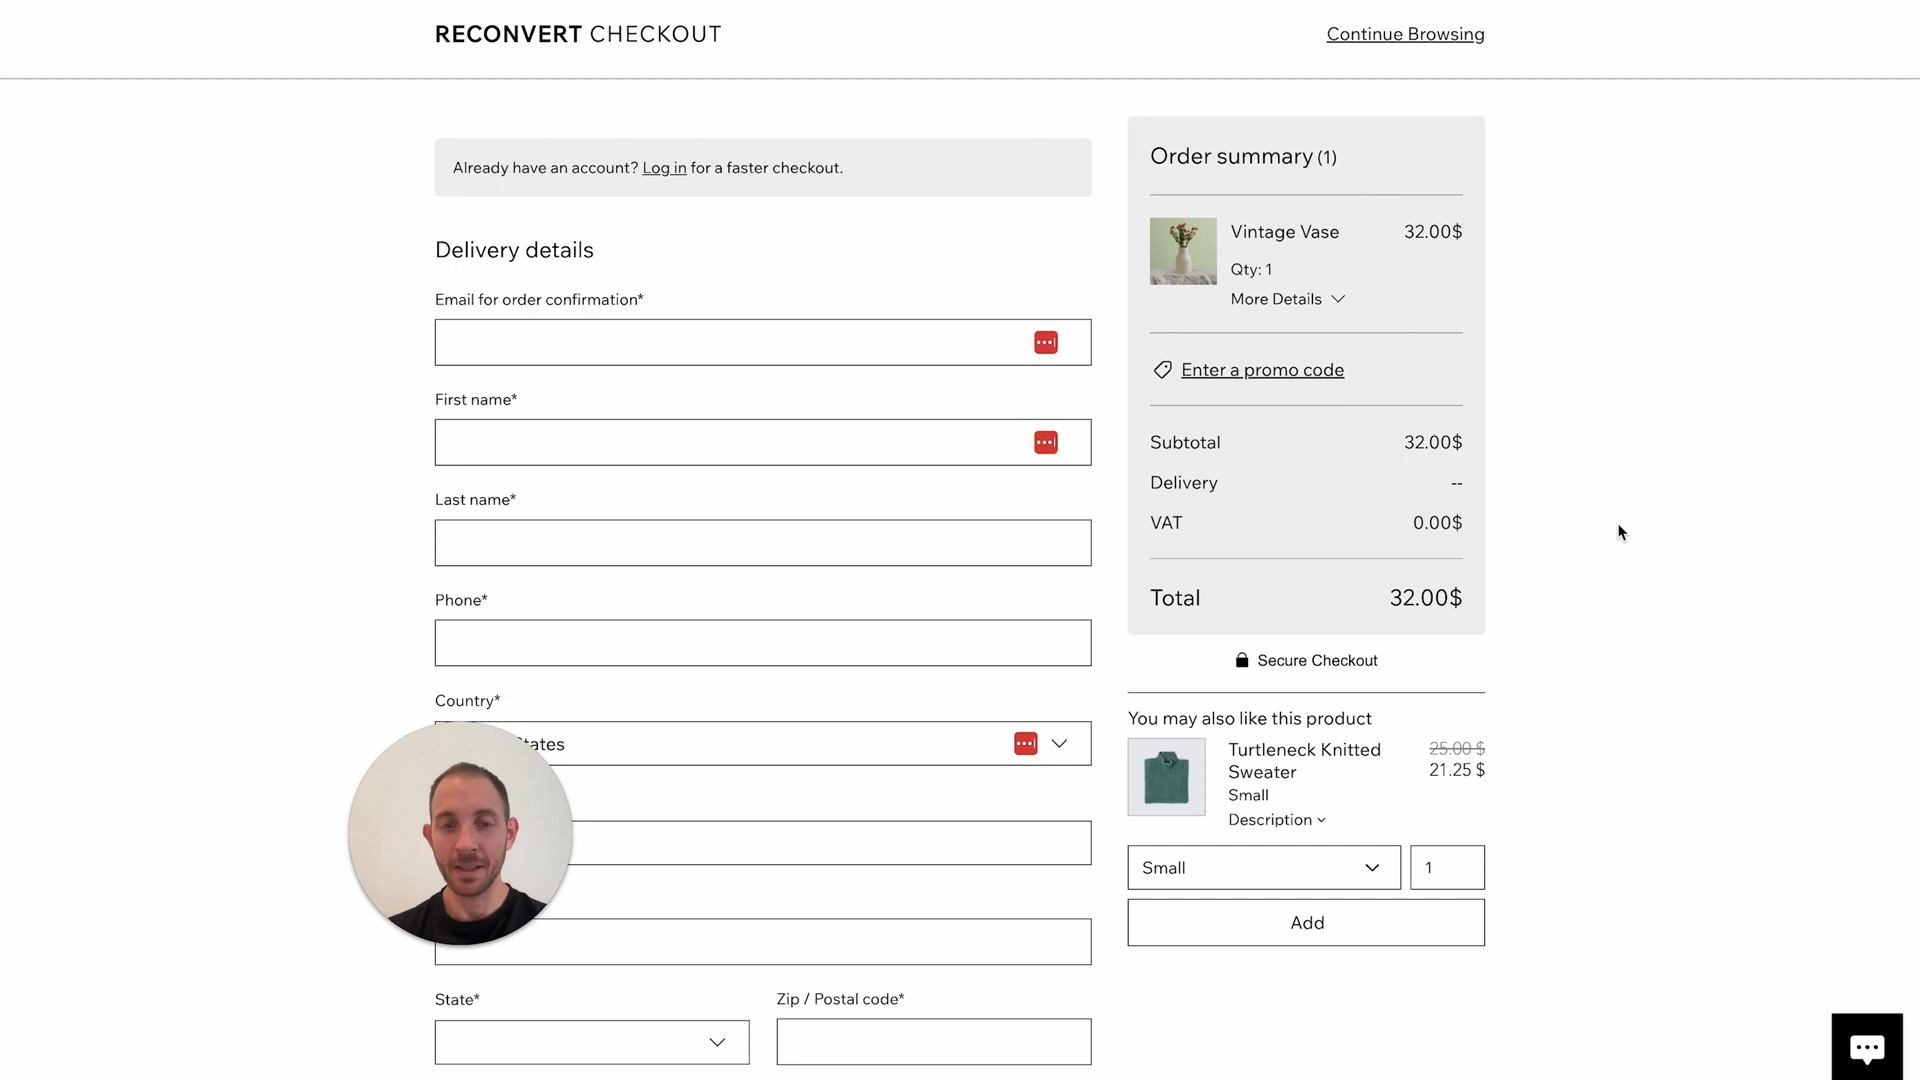 RECONVERT CHECKOUT
Continue Browsing
Already have an account? Log in for a faster checkout.
Delivery details
Email for order confirmation*
First name*
Last name*
Phone*
Country*
States
State*
Zip / Postal code*
Order summary (1)
Vintage Vase 32.00$
Qty: 1
More Details
Enter a promo code
Subtotal 32.00$
Delivery --
VAT 0.00$
Total 32.00$
Secure Checkout
You may also like this product
Turtleneck Knitted 25.00 $
Sweater 21.25 $
Small
Description
Small 1
Add